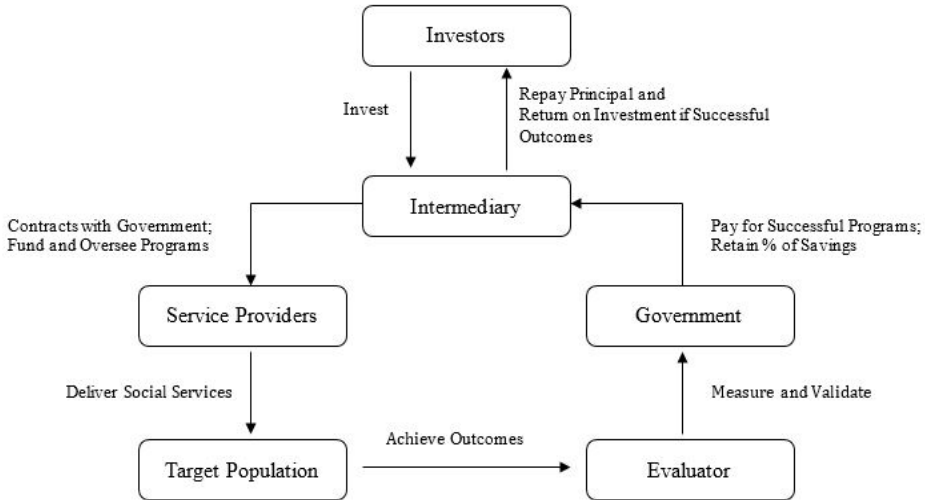 Investors
Invest
Repay Principal and
Return on Investment if Successful
Outcomes
Intermediary
Contracts with Government;
Fund and Oversee Programs
Pay for Successful Programs;
Retain % of Savings
Service Providers
Government
Deliver Social Services
Measure and Validate
Target Population
Achieve Outcomes
Evaluator